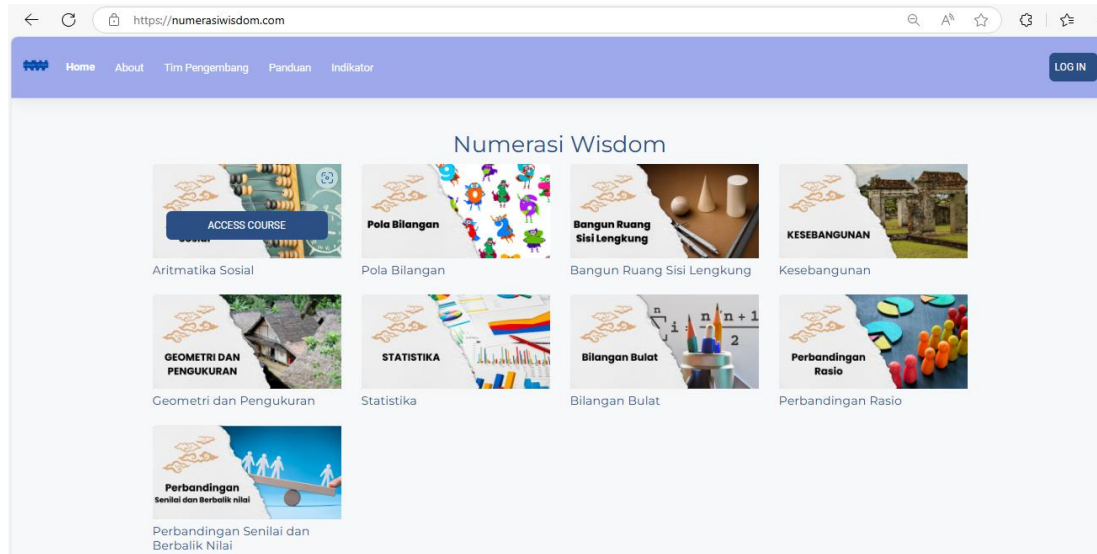 https://numerasiwisdom.com
Home About Tim Pengembang Panduan Indikator
LOG IN
Numerasi Wisdom
ACCESS COURSE
Aritmatika Sosial
Pola Bilangan
Pola Bilangan
Bangun Ruang
Sisi Lengkung
Bangun Ruang Sisi Lengkung
KESEBANGUNAN
Kesebangunan
GEOMETRI DAN
PENGUKURAN
Geometri dan Pengukuran
STATISTIKA
Statistika
n
i
n n + 1
2
Bilangan Bulat
Bilangan Bulat
Perbandingan
Rasio
Perbandingan Rasio
Perbandingan
Senilai dan Berbalik nilai
Perbandingan Senilai dan
Berbalik Nilai